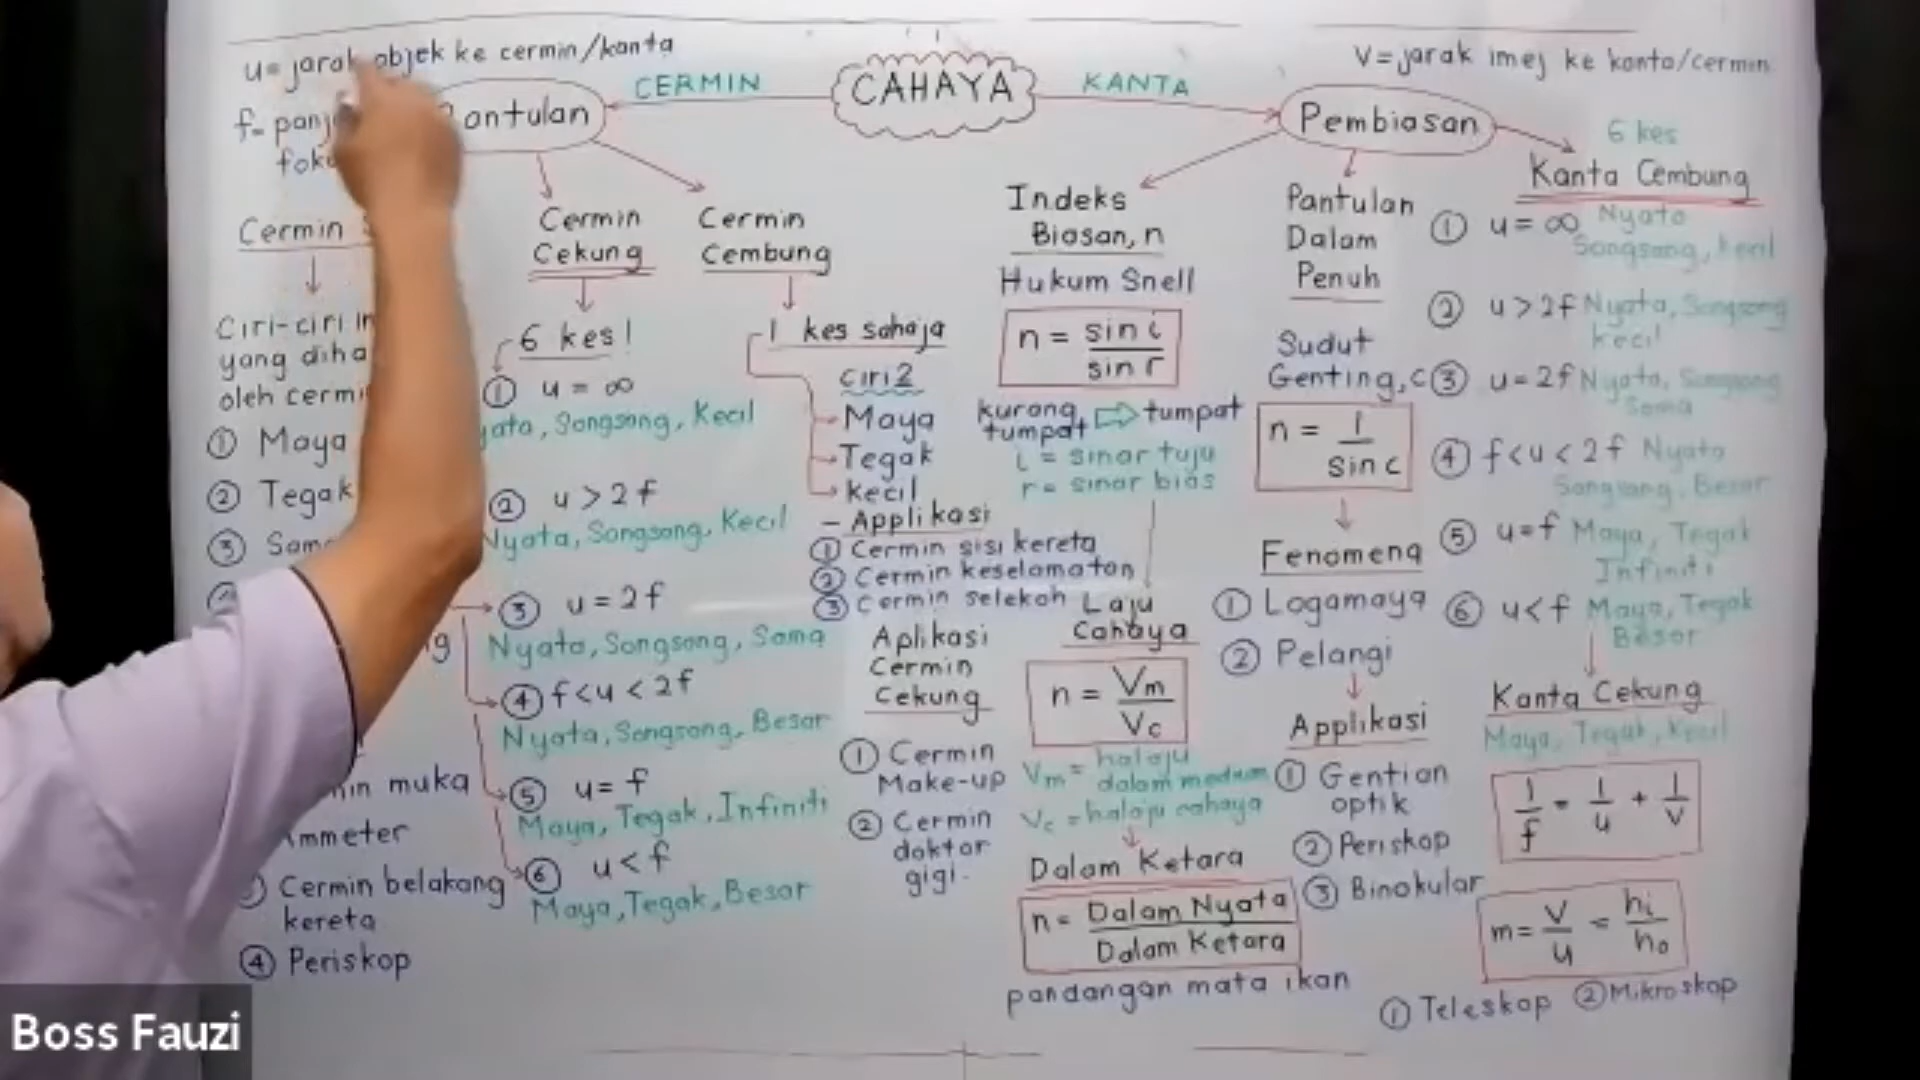 u = jarak objek ke cermin/kanta
f = panj
foku
Pantulan
CERMIN
CAHAYA
KANTA
Pembiasan
V = jarak imej ke kanta/cermin
Cermin
Ciri-ciri im
yang diha
oleh cermi
① Maya
② Tegak
③ Sama
min muka
Ammeter
Cermin belakang
kereta
④ Periskop
Cermin
Cekung
6 kes!
① u = ∞
Nyata, Songsang, Kecil
② u > 2f
Nyata, Songsang, Kecil
③ u = 2f
Nyata, Songsang, Sama
④ f < u < 2f
Nyata, Songsang, Besar
⑤ u = f
Maya, Tegak, Infiniti
⑥ u < f
Maya, Tegak, Besar
Cermin
Cembung
1 kes sahaja
Ciri2
Maya
Tegak
kecil
- Applikasi
① Cermin sisi kereta
② Cermin keselamatan
③ Cermin selekoh
Aplikasi
Cermin
Cekung
① Cermin
Make-up
② Cermin
doktor
gigi.
Indeks
Biasan, n
Hukum Snell
n = sin i / sin r
kurang tumpat ⇨ tumpat
i = sinar tuju
r = sinar bias
Laju
Cahaya
n = Vm / Vc
Vm = halaju
dalam medium
Vc = halaju cahaya
Dalam Ketara
n = Dalam Nyata / Dalam Ketara
pandangan mata ikan
Pantulan
Dalam
Penuh
Sudut
Genting, C
n = 1 / sin c
Fenomena
① Logamaya
② Pelangi
Applikasi
① Gentian
optik
② Periskop
③ Binokular
6 kes
Kanta Cembung
① u = ∞ Nyata
Songsang, kecil
② u > 2f Nyata, Songsang
kecil
③ u = 2f Nyata, Songsang
Sama
④ f < u < 2f Nyata
Songsang, Besar
⑤ u = f Maya, Tegak
Infiniti
⑥ u < f Maya, Tegak
Besar
Kanta Cekung
Maya, Tegak, Kecil
1/f = 1/u + 1/v
m = v/u = hi/ho
① Teleskop ② Mikroskop
Boss Fauzi